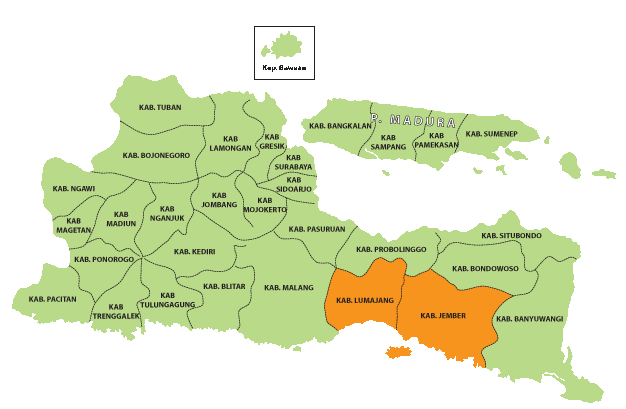 Kep. Bawean
KAB. TUBAN
KAB
LAMONGAN
KAB
GRESIK
KAB. BANGKALAN
P. MADURA
KAB
SAMPANG
KAB
PAMEKASAN
KAB. SUMENEP
KAB. BOJONEGORO
KAB
SURABAYA
KAB
SIDOARJO
KAB. NGAWI
KAB
MAGETAN
KAB
MADIUN
KAB
NGANJUK
KAB
JOMBANG
KAB
MOJOKERTO
KAB. PASURUAN
KAB. PROBOLINGGO
KAB. SITUBONDO
KAB. PONOROGO
KAB. KEDIRI
KAB. BONDOWOSO
KAB. PACITAN
KAB
TRENGGALEK
KAB
TULUNGAGUNG
KAB. BLITAR
KAB. MALANG
KAB. LUMAJANG
KAB. JEMBER
KAB. BANYUWANGI